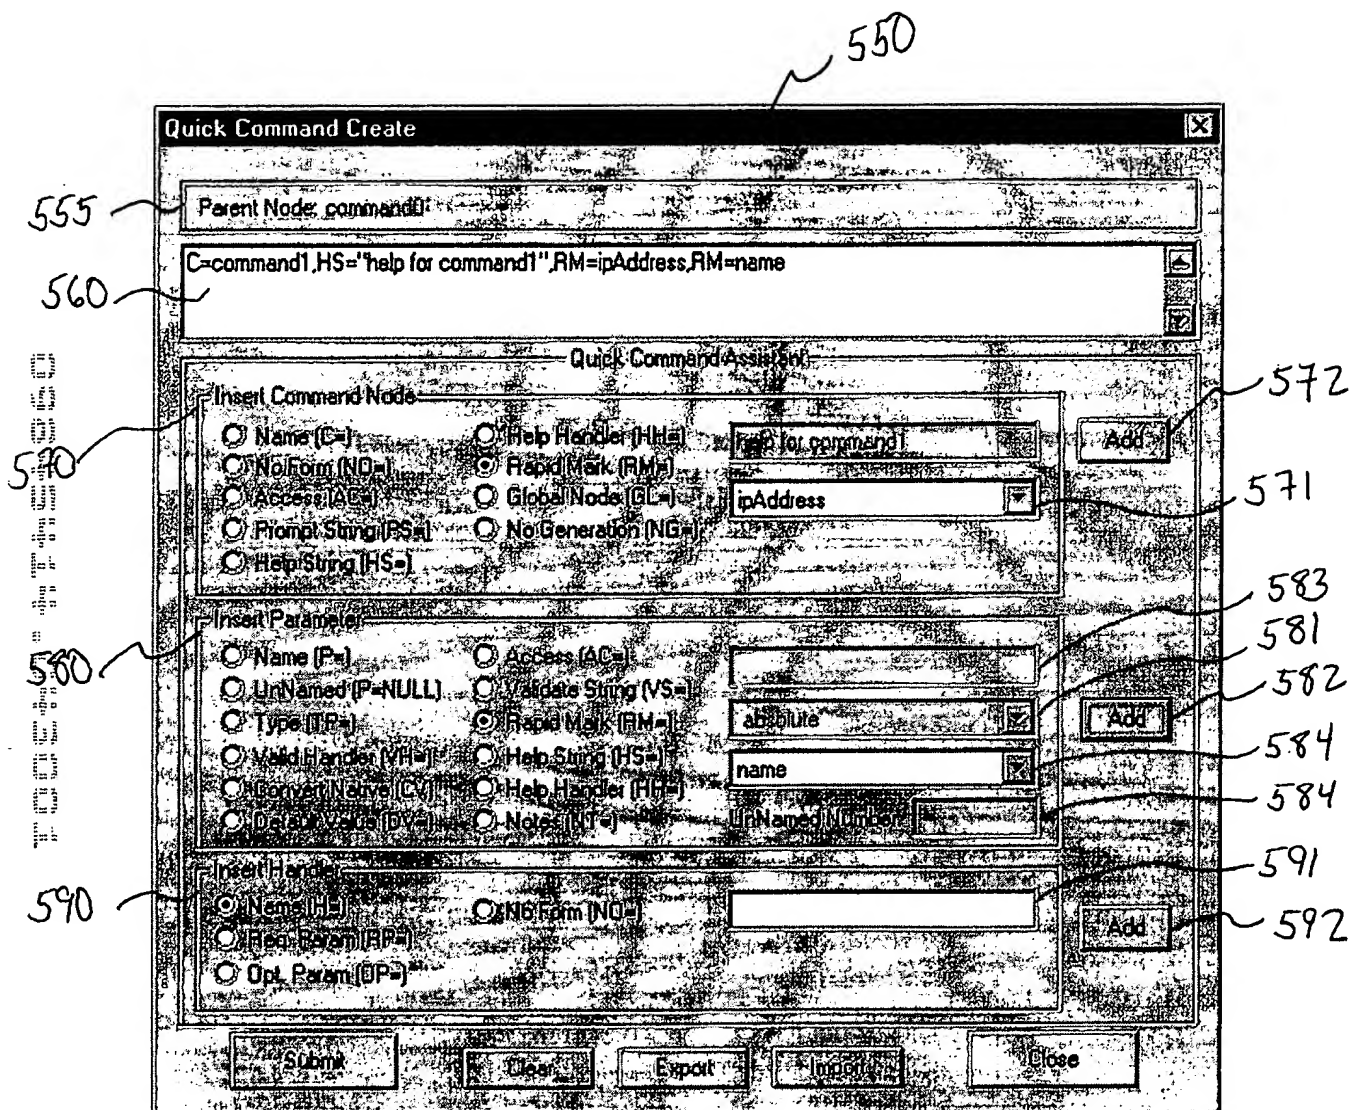 550
Quick Command Create
555
Parent Node: command0
C=command1,HS="help for command1",RM=ipAddress,RM=name
560
Quick Command Assistant
572
Insert Command Node
Name (C=)
Help Handler (HH=)
help for command1
Add
570
No Form (NO=)
Rapid Mark (RM=)
571
Access (AC=)
Global Node (GL=)
ipAddress
Prompt String (PS=)
No Generation (NG=)
Help String (HS=)
583
Insert Parameter
581
580
Name (P=)
Access (AC=)
582
UnNamed (P=NULL)
Validate String (VS=)
Type (TP=)
Rapid Mark (RM=)
absolute
Add
584
Valid Handler (VH=)
Help String (HS=)
name
Convert Native (CV
Help Handler (HH=)
584
Default Value (DV=)
Notes (NT=)
UnNamed Number:
591
Insert Handler
590
Name (H=)
No Form (NO=)
Add
592
Req. Param (RP=)
Opt. Param (OP=)
Submit
Clear
Export
Import
Close